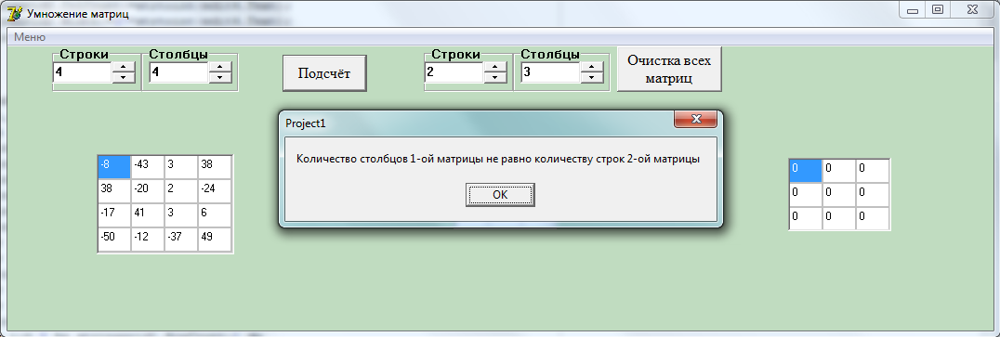 Умножение матриц
Меню
Строки Столбцы Строки Столбцы
4 4 Подсчёт 2 3 Очистка всех
матриц
Project1
Количество столбцов 1-ой матрицы не равно количеству строк 2-ой матрицы
OK
-8 -43 3 38
38 -20 2 -24
-17 41 3 6
-50 -12 -37 49
0 0 0
0 0 0
0 0 0